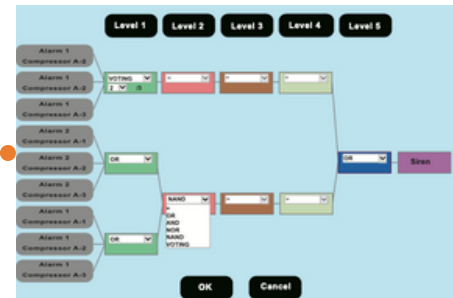 Level 1 Level 2 Level 3 Level 4 Level 5
Alarm 1
Compressor A-2
Alarm 1
Compressor A-2
Alarm 1
Compressor A-3
Alarm 2
Compressor A-1
Alarm 2
Compressor A-2
Alarm 2
Compressor A-3
Alarm 1
Compressor A-1
Alarm 1
Compressor A-2
Alarm 1
Compressor A-3
VOTING = = =
2 /3
OR
OR Siren
NAND = =
=
OR
AND
NOR
NAND
VOTING
OR
OK Cancel